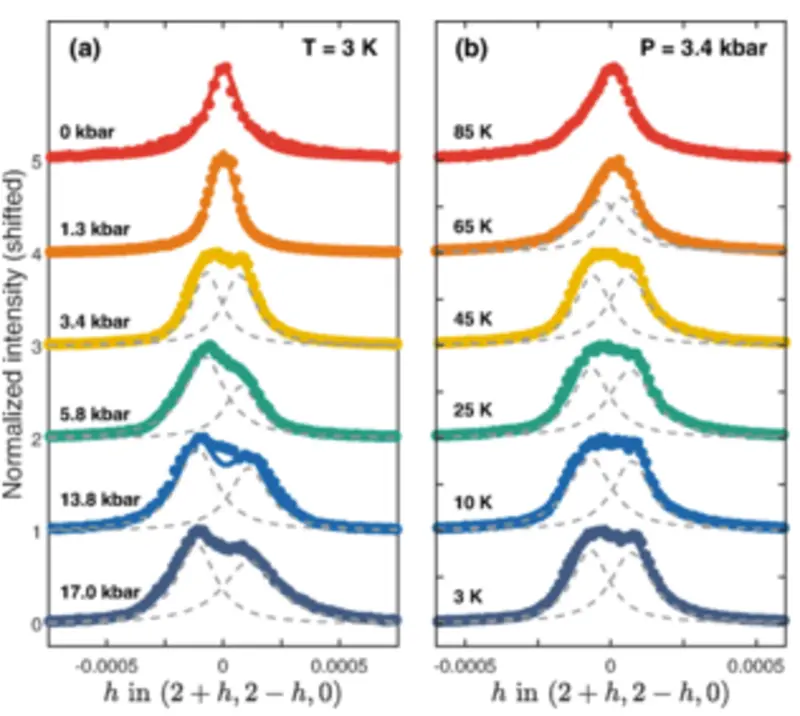 (a) T = 3 K
0 kbar
1.3 kbar
3.4 kbar
5.8 kbar
13.8 kbar
17.0 kbar
5
4
3
2
1
0
Normalized intensity (shifted)
-0.0005 0 0.0005
h in (2 + h, 2 − h, 0)
(b) P = 3.4 kbar
85 K
65 K
45 K
25 K
10 K
3 K
-0.0005 0 0.0005
h in (2 + h, 2 − h, 0)